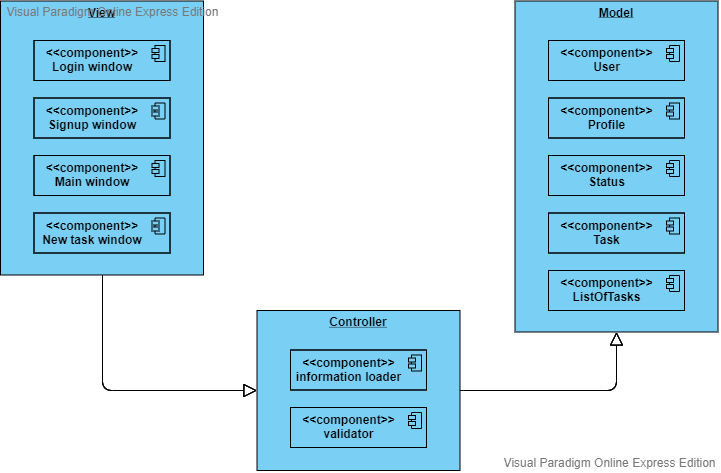 Visual Paradigm Online Express Edition
View
<<component>>
Login window
<<component>>
Signup window
<<component>>
Main window
<<component>>
New task window
Model
<<component>>
User
<<component>>
Profile
<<component>>
Status
<<component>>
Task
<<component>>
ListOfTasks
Controller
<<component>>
information loader
<<component>>
validator
Visual Paradigm Online Express Edition